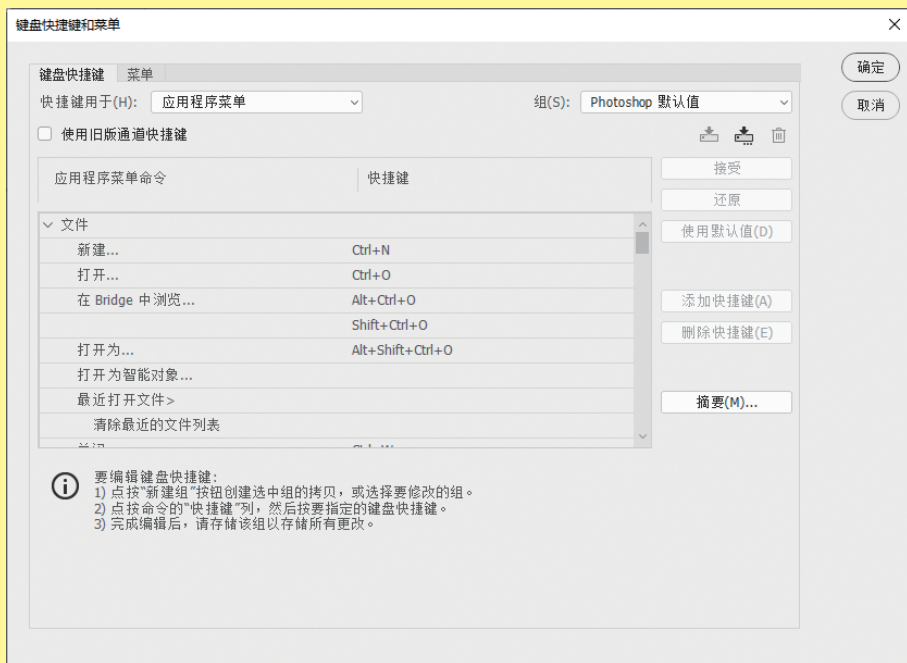 键盘快捷键和菜单
确定
取消
键盘快捷键 菜单
快捷键用于(H): 应用程序菜单 组(S): Photoshop 默认值
使用旧版通道快捷键
应用程序菜单命令 快捷键
接受
还原
使用默认值(D)
添加快捷键(A)
删除快捷键(E)
摘要(M)...
文件
新建... Ctrl+N
打开... Ctrl+O
在 Bridge 中浏览... Alt+Ctrl+O
Shift+Ctrl+O
打开为... Alt+Shift+Ctrl+O
打开为智能对象...
最近打开文件>
清除最近的文件列表
要编辑键盘快捷键:
1) 点按“新建组”按钮创建选中组的拷贝，或选择要修改的组。
2) 点按命令的“快捷键”列，然后按要指定的键盘快捷键。
3) 完成编辑后，请存储该组以存储所有更改。